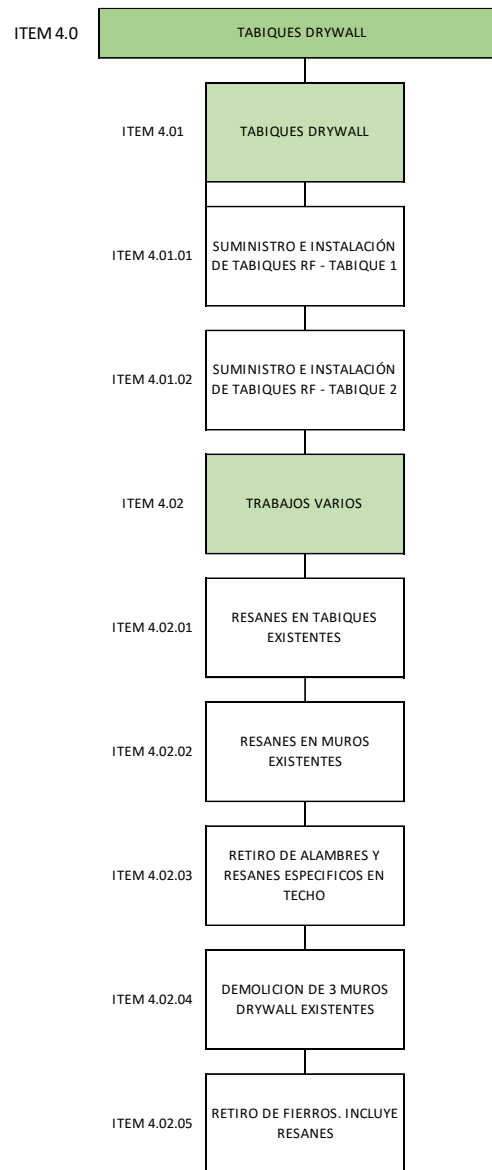 ITEM 4.0
TABIQUES DRYWALL
ITEM 4.01
TABIQUES DRYWALL
ITEM 4.01.01
SUMINISTRO E INSTALACIÓN
DE TABIQUES RF - TABIQUE 1
ITEM 4.01.02
SUMINISTRO E INSTALACIÓN
DE TABIQUES RF - TABIQUE 2
ITEM 4.02
TRABAJOS VARIOS
ITEM 4.02.01
RESANES EN TABIQUES
EXISTENTES
ITEM 4.02.02
RESANES EN MUROS
EXISTENTES
ITEM 4.02.03
RETIRO DE ALAMBRES Y
RESANES ESPECIFICOS EN
TECHO
ITEM 4.02.04
DEMOLICION DE 3 MUROS
DRYWALL EXISTENTES
ITEM 4.02.05
RETIRO DE FIERROS. INCLUYE
RESANES